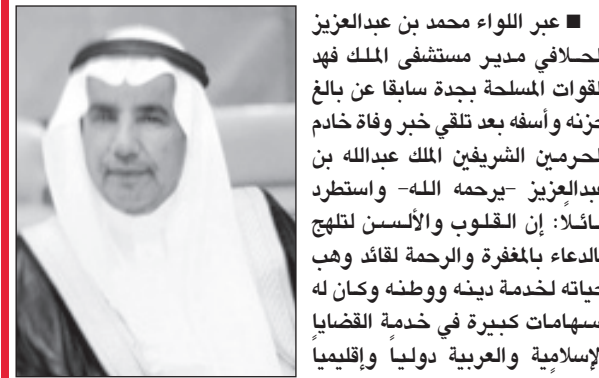 ■ عبر اللواء محمد بن عبدالعزيز
لحلافي مدير مستشفى الملك فهد
لقوات المسلحة بجدة سابقا عن بالغ
حزنه وأسفه بعد تلقي خبر وفاة خادم
لحرمين الشريفين الملك عبدالله بن
عبدالعزيز -يرحمه الله- واستطرد
ـائلاً: إن القلوب والألسن لتلهج
الدعاء بالمغفرة والرحمة لقائد وهب
حياته لخدمة دينه ووطنه وكان له
سهامات كبيرة في خدمة القضايا
لإسلامية والعربية دولياً وإقليمياً